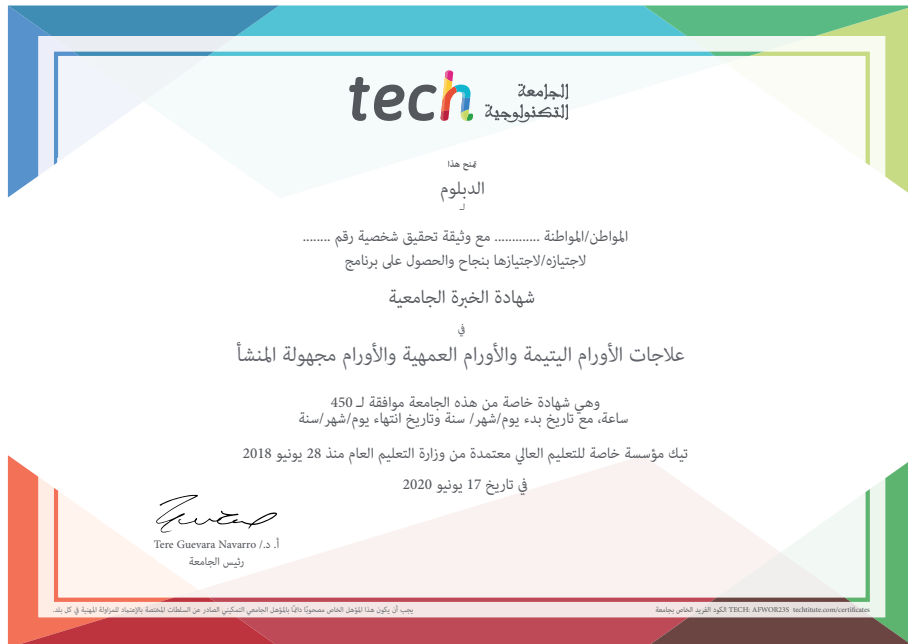 tech الجامعة
التكنولوجية
تمنح هذا
الدبلوم
لـ
المواطن/المواطنة ............. مع وثيقة تحقيق شخصية رقم ........
لاجتيازه/لاجتيازها بنجاح والحصول على برنامج
شهادة الخبرة الجامعية
في
علاجات الأورام اليتيمة والأورام العمهية والأورام مجهولة المنشأ
وهي شهادة خاصة من هذه الجامعة موافقة لـ 450
ساعة، مع تاريخ بدء يوم/شهر/ سنة وتاريخ انتهاء يوم/شهر/سنة
تيك مؤسسة خاصة للتعليم العالي معتمدة من وزارة التعليم العام منذ 28 يونيو 2018
في تاريخ 17 يونيو 2020
أ. د./ Tere Guevara Navarro
رئيس الجامعة
يجب أن يكون هذا المؤهل الخاص مصحوبًا دائمًا بالمؤهل الجامعي التمكيني الصادر عن السلطات المختصة بالإعتماد للمزاولة المهنية في كل بلد.
الكود الفريد الخاص بجامعة TECH: AFWOR23S techtitute.com/certificates